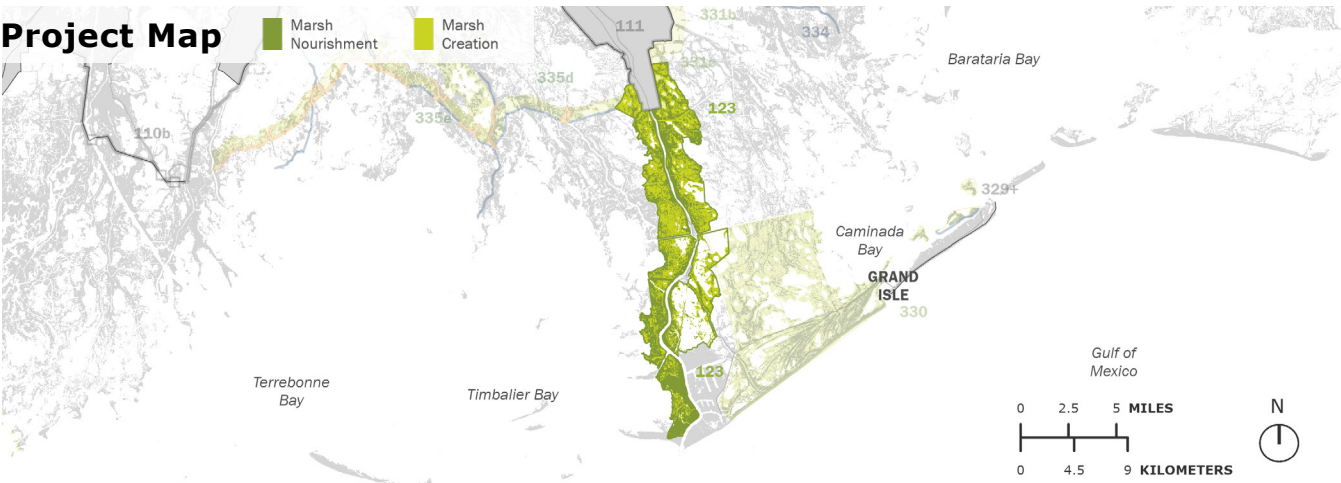 Project Map
Marsh
Nourishment
Marsh
Creation
111
331b
334
Barataria Bay
331a
335d
123
335a
110b
329+
Caminada
Bay
GRAND
ISLE
330
Gulf of
Mexico
123
Terrebonne
Bay
Timbalier Bay
0 2.5 5 MILES
0 4.5 9 KILOMETERS
N